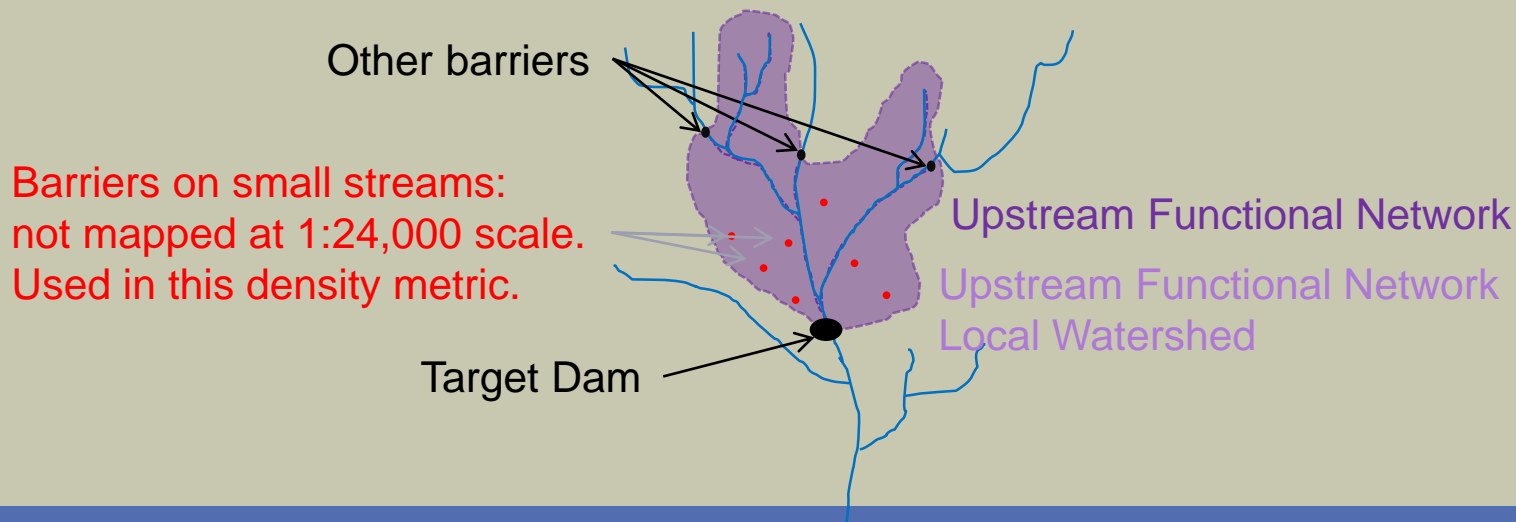 Other barriers
Barriers on small streams:
not mapped at 1:24,000 scale.
Used in this density metric.
Upstream Functional Network
Upstream Functional Network
Local Watershed
Target Dam